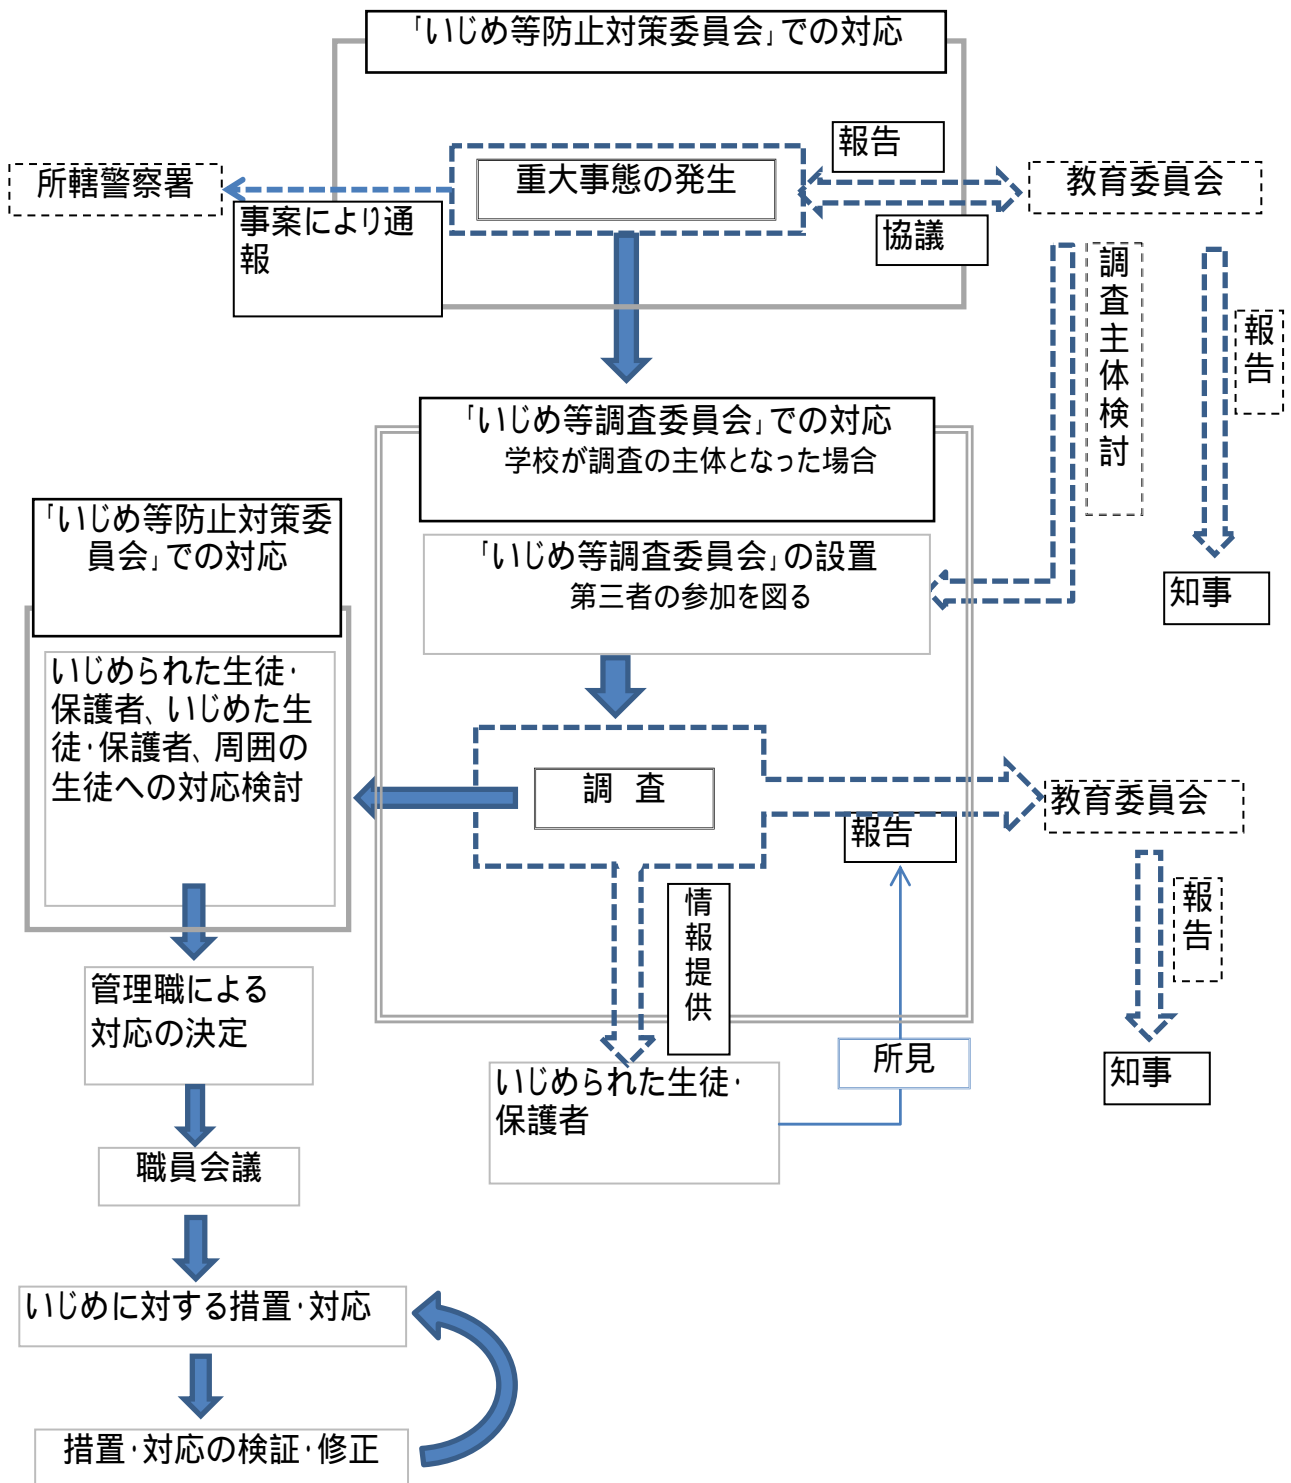 「いじめ等防止対策委員会」での対応
報告
重大事態の発生
所轄警察署
教育委員会
事案により通
報
協議
調査主体検討
報告
「いじめ等調査委員会」での対応
学校が調査の主体となった場合
「いじめ等防止対策委
員会」での対応
「いじめ等調査委員会」の設置
第三者の参加を図る
知事
いじめられた生徒・
保護者、いじめた生
徒・保護者、周囲の
生徒への対応検討
調　査
教育委員会
報告
情報提供
報告
管理職による
対応の決定
所見
知事
いじめられた生徒・
保護者
職員会議
いじめに対する措置・対応
措置・対応の検証・修正